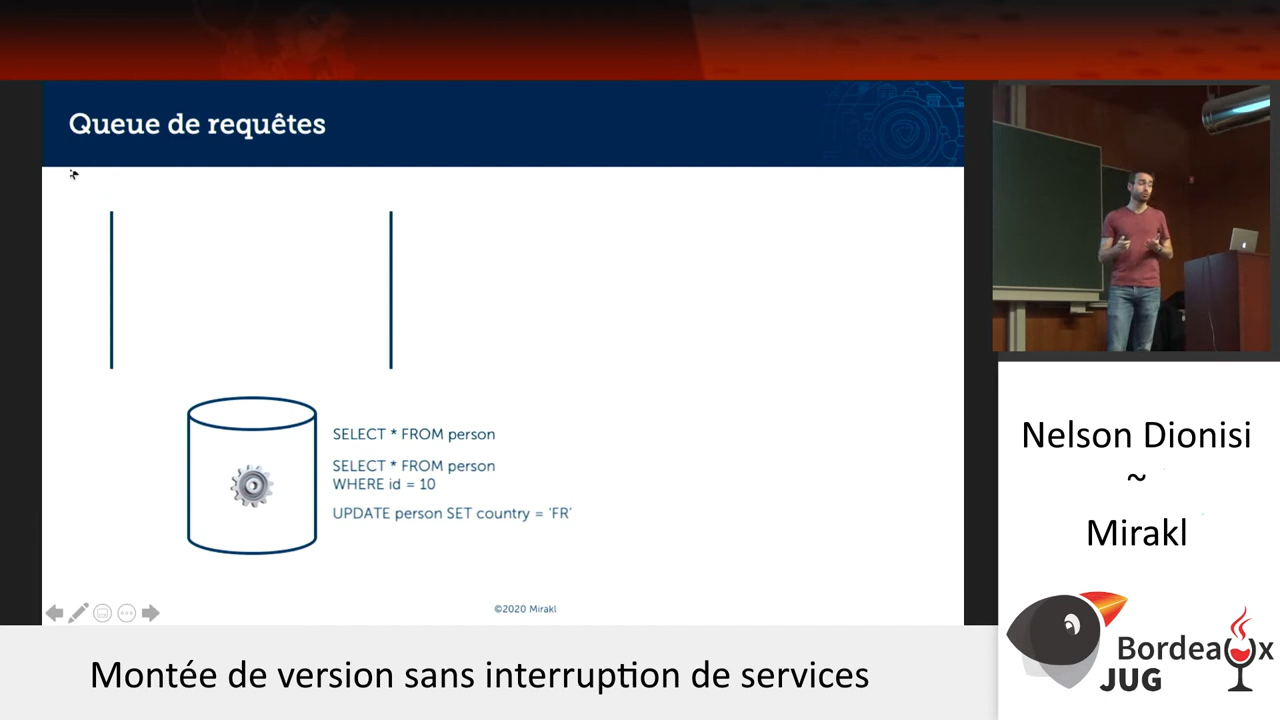 Queue de requêtes
SELECT * FROM person
SELECT * FROM person
WHERE id = 10
UPDATE person SET country = 'FR'
©2020 Mirakl
Nelson Dionisi
~
Mirakl
Bordeaux
JUG
Montée de version sans interruption de services